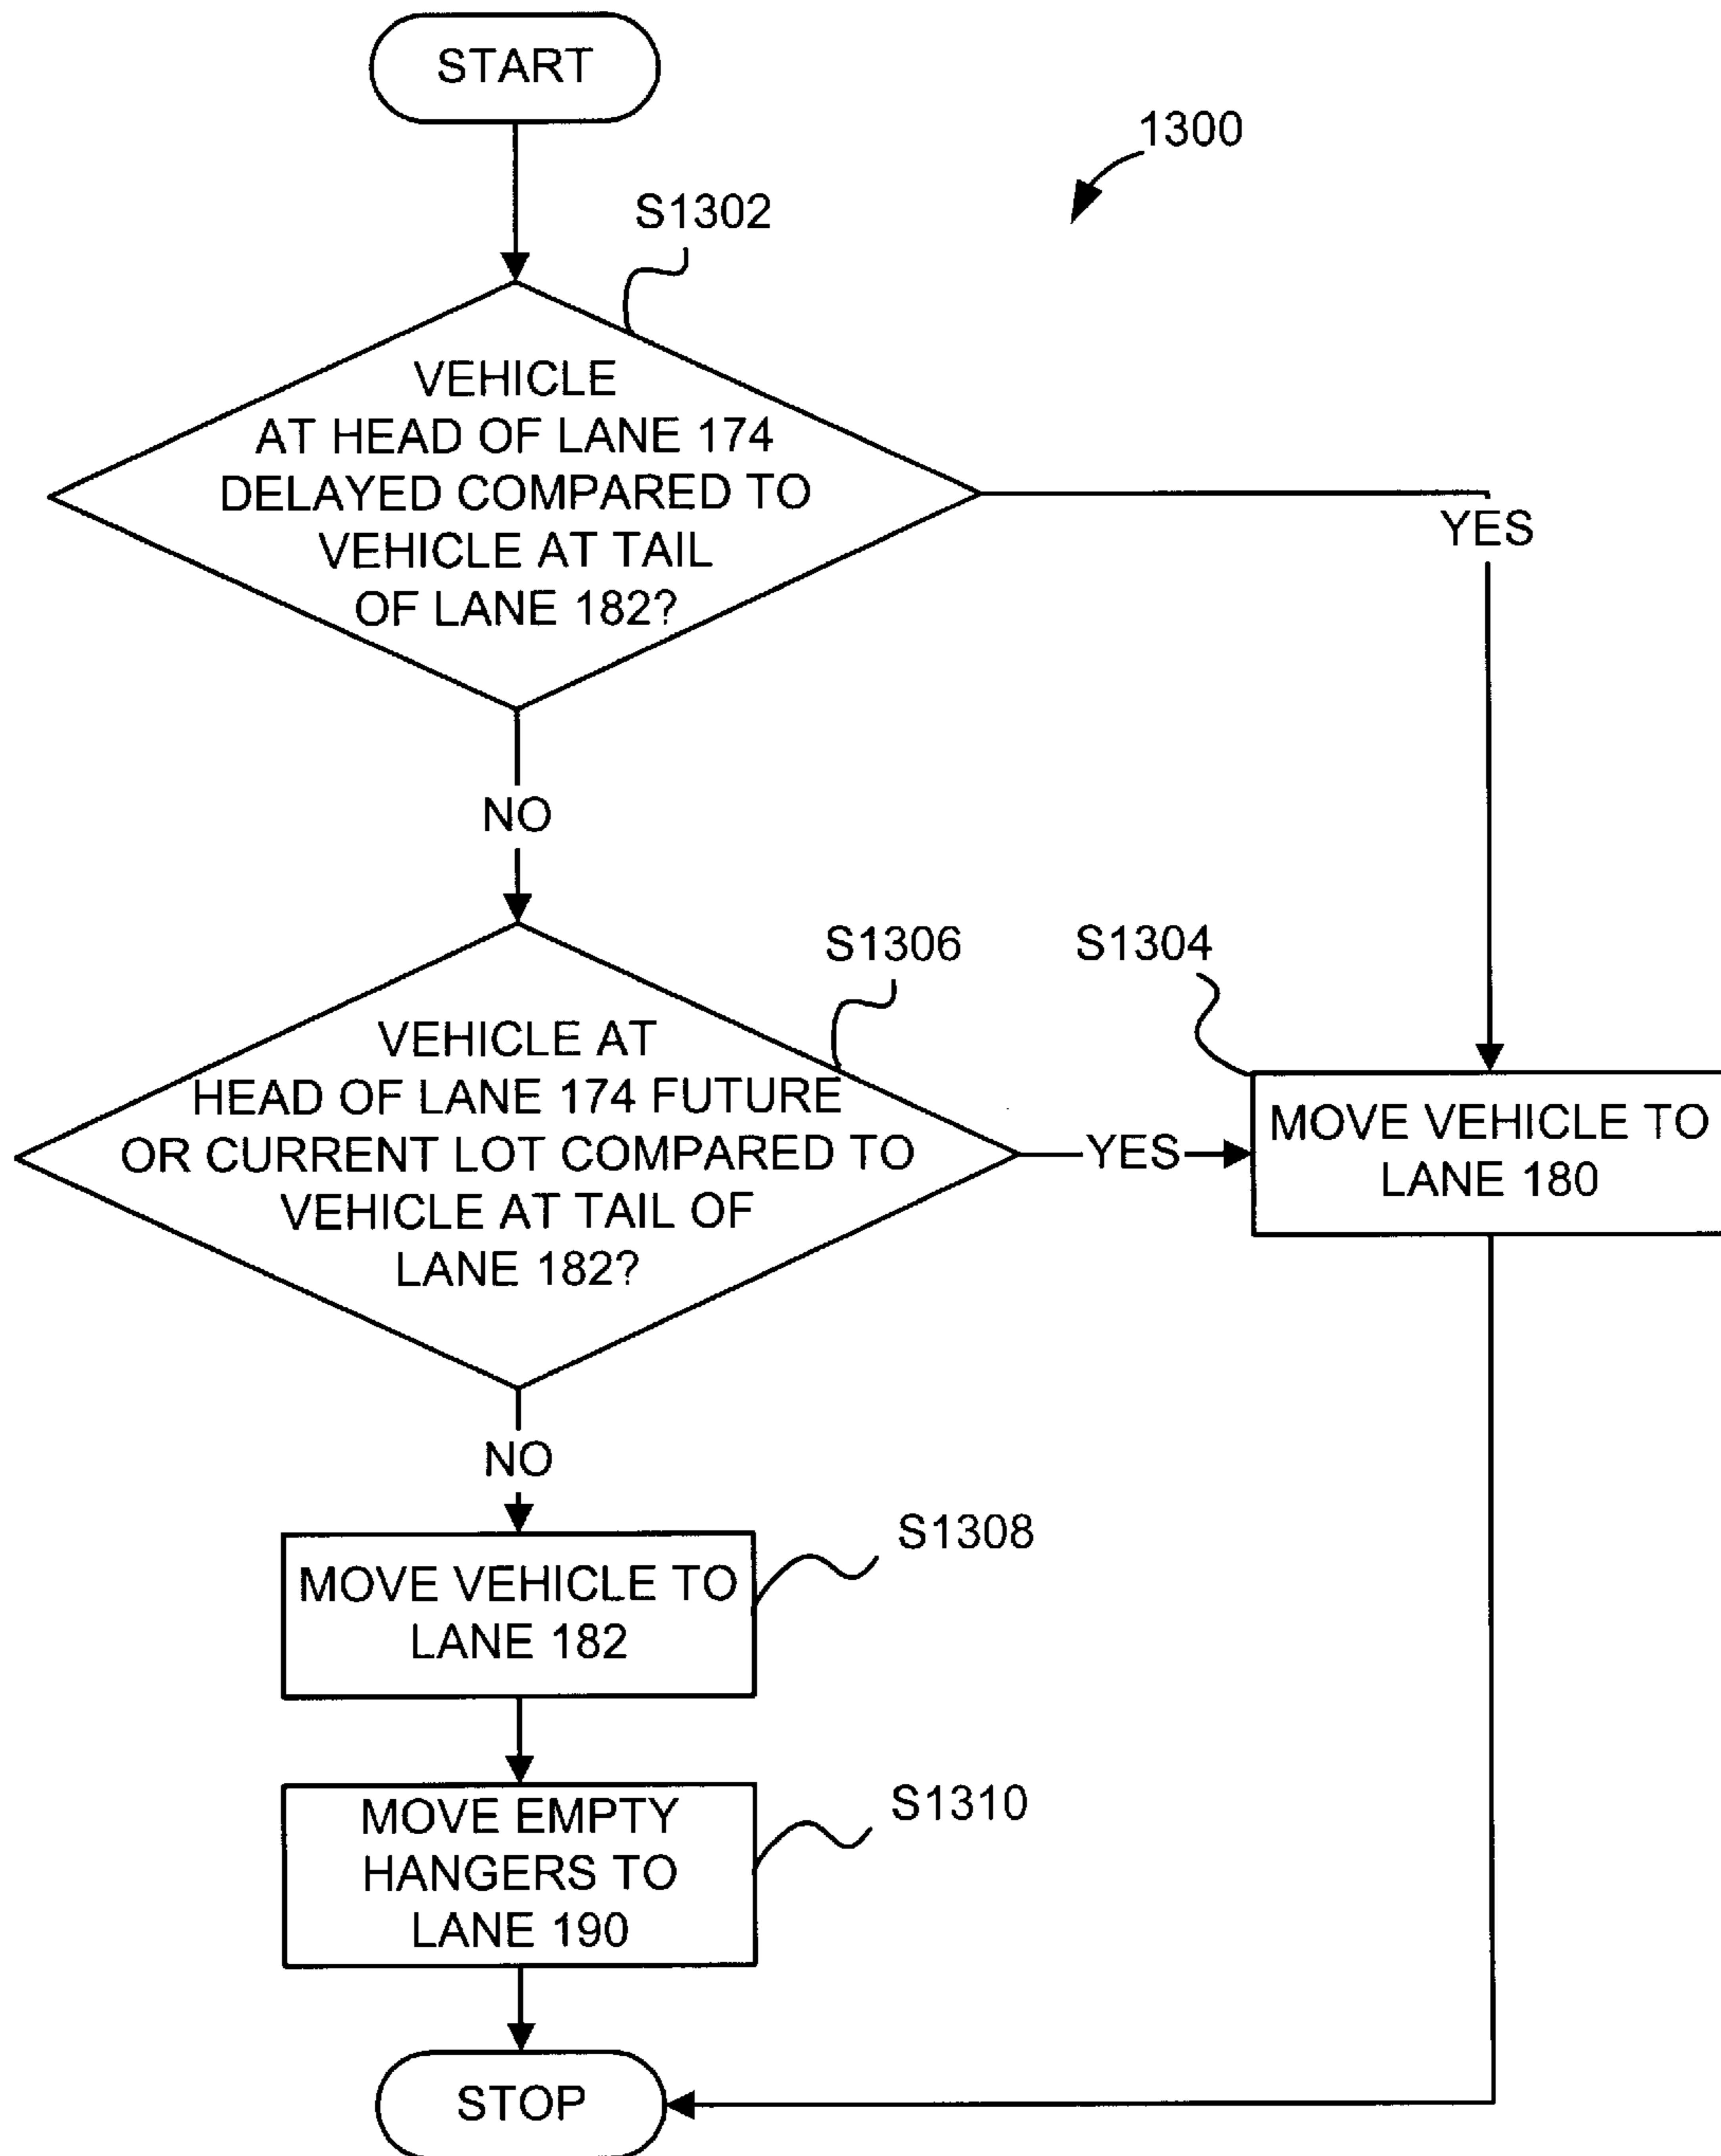 START
1300
S1302
VEHICLE
AT HEAD OF LANE 174
DELAYED COMPARED TO
VEHICLE AT TAIL
OF LANE 182?
YES
NO
S1306
S1304
VEHICLE AT
HEAD OF LANE 174 FUTURE
OR CURRENT LOT COMPARED TO
VEHICLE AT TAIL OF
LANE 182?
YES
MOVE VEHICLE TO
LANE 180
NO
S1308
MOVE VEHICLE TO
LANE 182
S1310
MOVE EMPTY
HANGERS TO
LANE 190
STOP